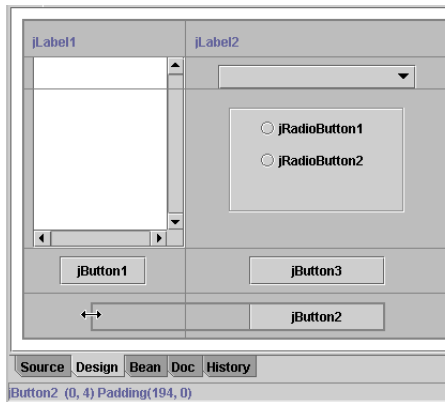 jLabel1 jLabel2
jRadioButton1
jRadioButton2
jButton1 jButton3
jButton2
Source Design Bean Doc History
jButton2 (0, 4) Padding(194, 0)